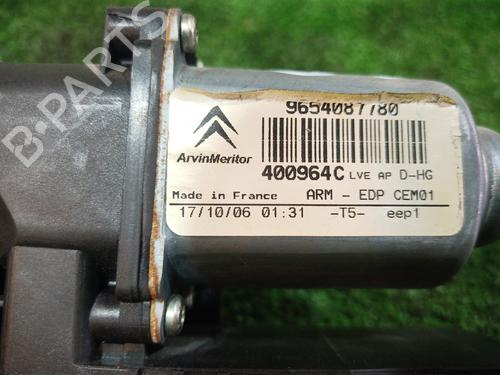 B-PARTS
9654087780
ArvinMeritor
400964C LVE AP D-HG
Made in France ARM - EDP CEM01
17/10/06 01:31 -T5- eep1